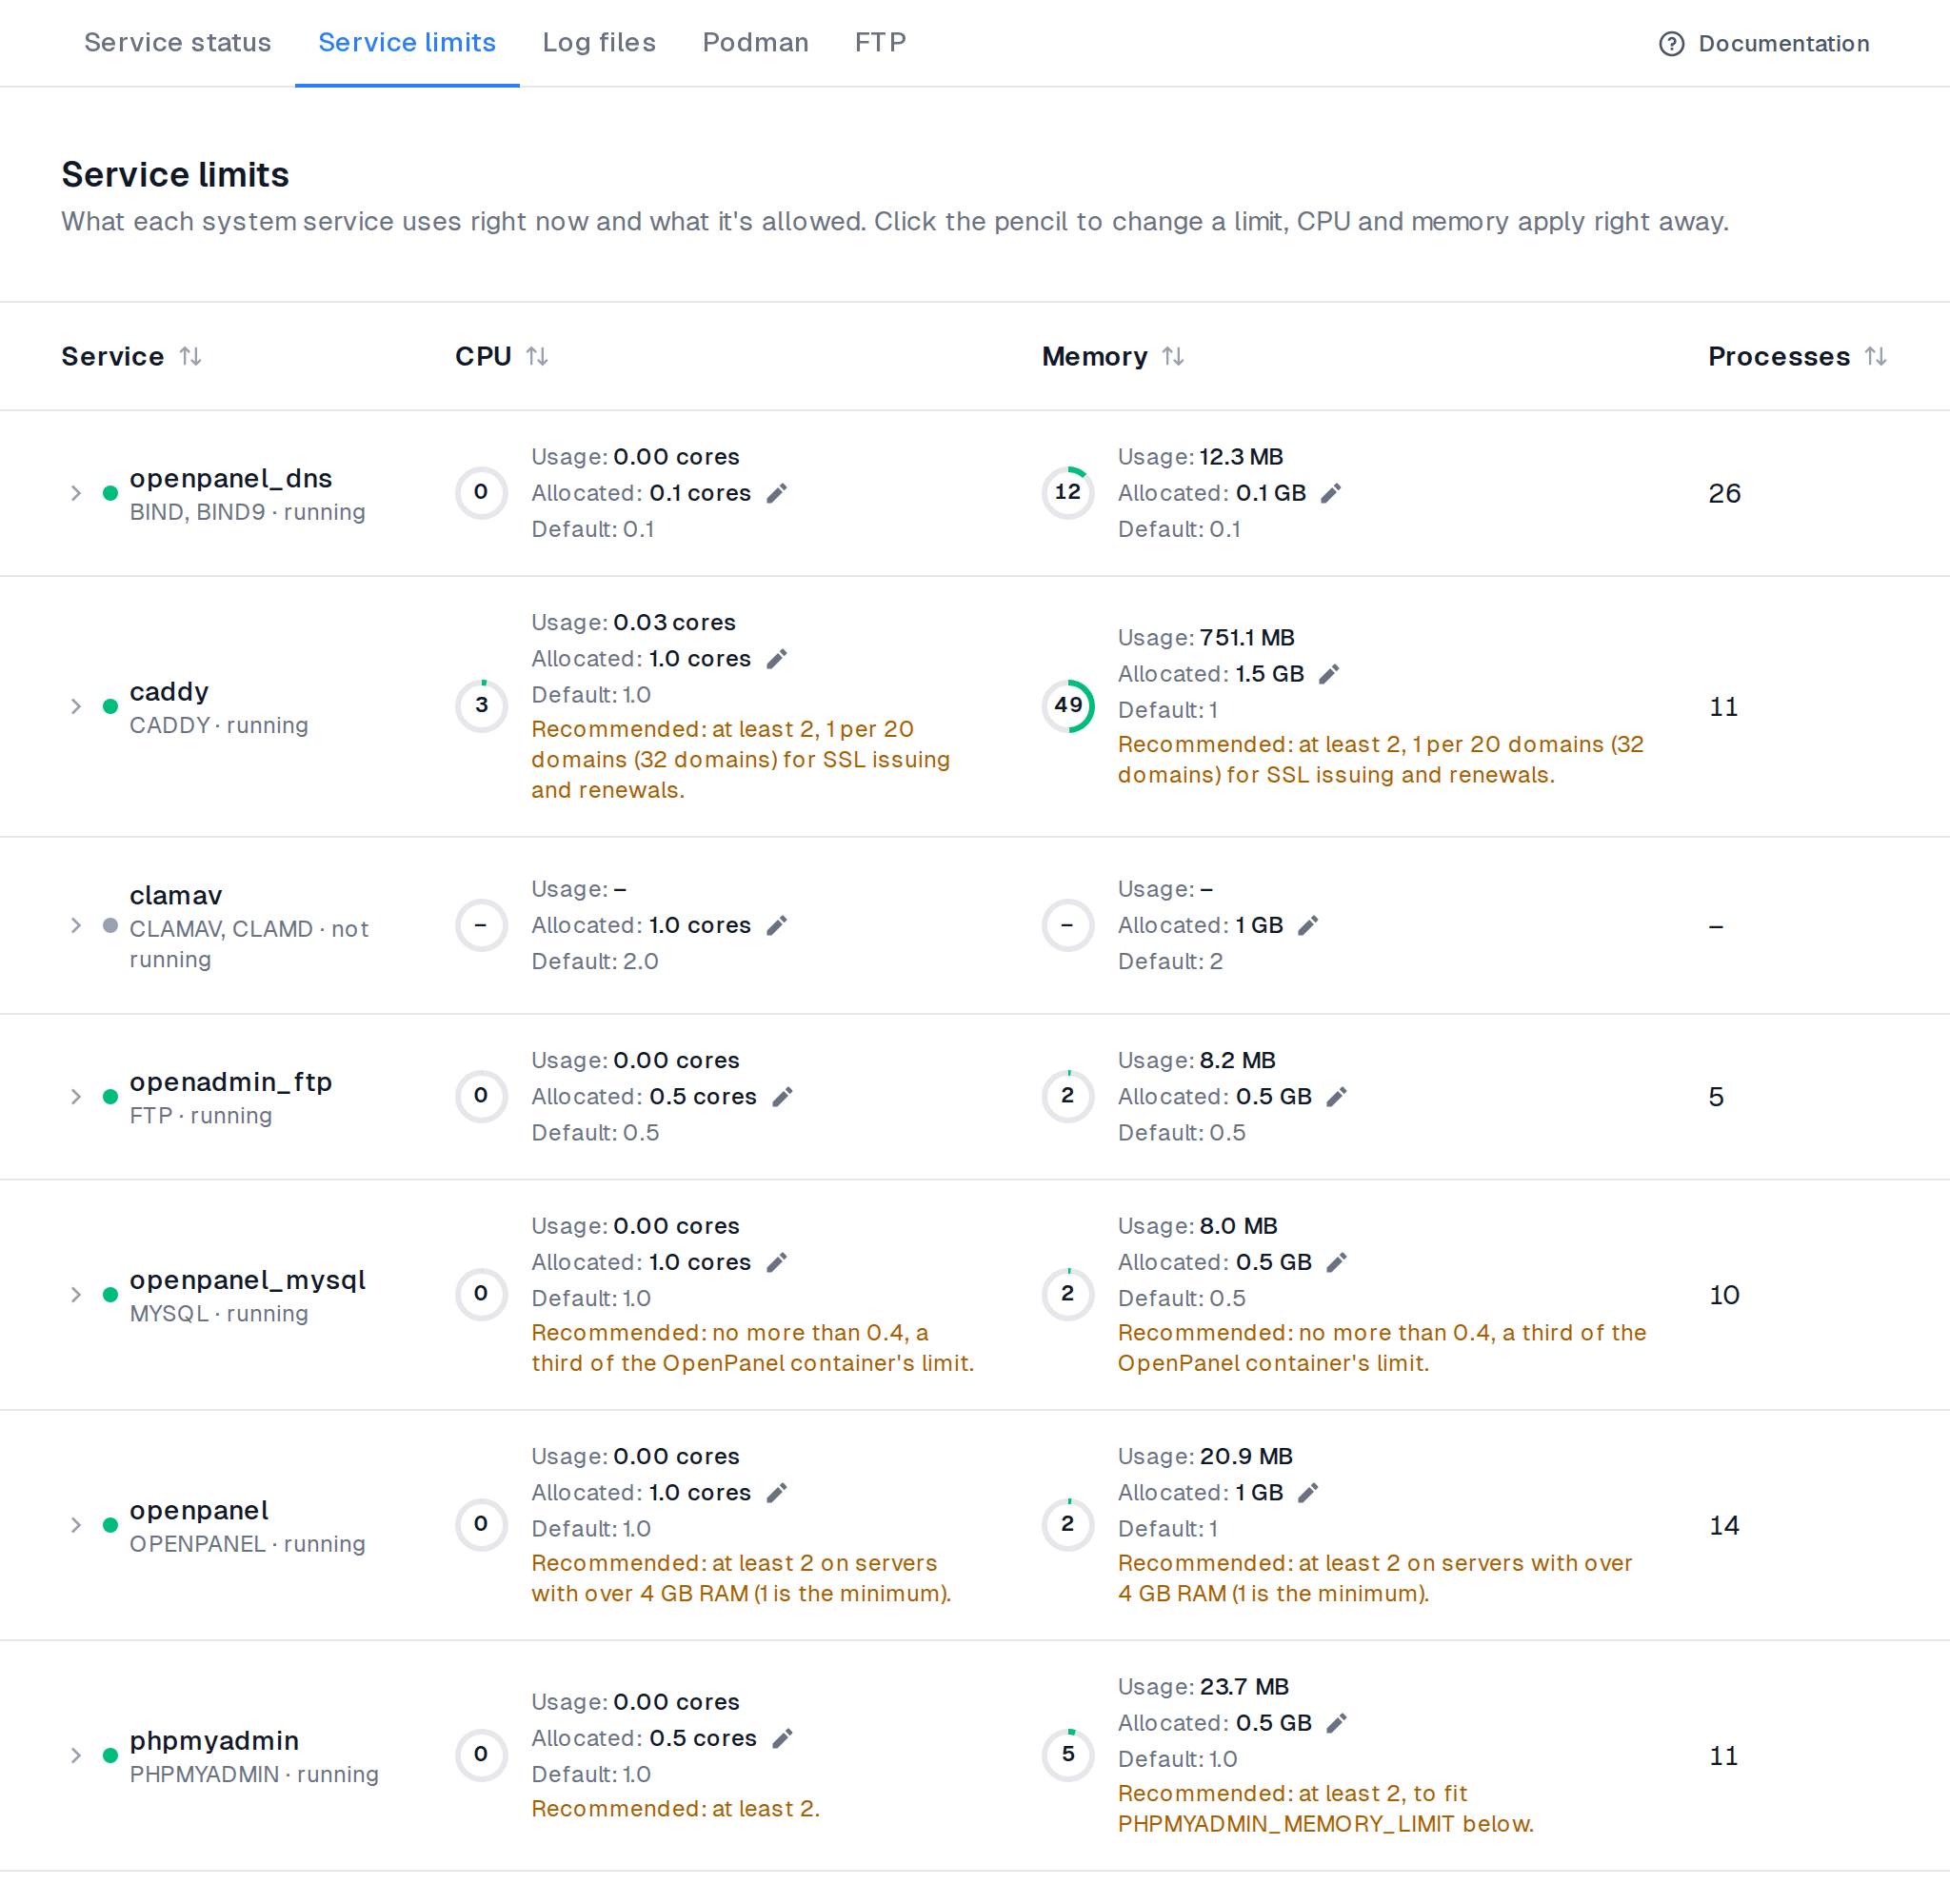 Service status
Service limits
Log files
Podman
FTP
Documentation
Service limits
What each system service uses right now and what it's allowed. Click the pencil to change a limit, CPU and memory apply right away.
Service
CPU
Memory
Processes
openpanel_dns
BIND, BIND9 · running
0
Usage: 0.00 cores
Allocated: 0.1 cores
Default: 0.1
12
Usage: 12.3 MB
Allocated: 0.1 GB
Default: 0.1
26
caddy
CADDY · running
3
Usage: 0.03 cores
Allocated: 1.0 cores
Default: 1.0
Recommended: at least 2, 1 per 20
domains (32 domains) for SSL issuing
and renewals.
49
Usage: 751.1 MB
Allocated: 1.5 GB
Default: 1
Recommended: at least 2, 1 per 20 domains (32
domains) for SSL issuing and renewals.
11
clamav
CLAMAV, CLAMD · not
running
–
Usage: –
Allocated: 1.0 cores
Default: 2.0
–
Usage: –
Allocated: 1 GB
Default: 2
–
openadmin_ftp
FTP · running
0
Usage: 0.00 cores
Allocated: 0.5 cores
Default: 0.5
2
Usage: 8.2 MB
Allocated: 0.5 GB
Default: 0.5
5
openpanel_mysql
MYSQL · running
0
Usage: 0.00 cores
Allocated: 1.0 cores
Default: 1.0
Recommended: no more than 0.4, a
third of the OpenPanel container's limit.
2
Usage: 8.0 MB
Allocated: 0.5 GB
Default: 0.5
Recommended: no more than 0.4, a third of the
OpenPanel container's limit.
10
openpanel
OPENPANEL · running
0
Usage: 0.00 cores
Allocated: 1.0 cores
Default: 1.0
Recommended: at least 2 on servers
with over 4 GB RAM (1 is the minimum).
2
Usage: 20.9 MB
Allocated: 1 GB
Default: 1
Recommended: at least 2 on servers with over
4 GB RAM (1 is the minimum).
14
phpmyadmin
PHPMYADMIN · running
0
Usage: 0.00 cores
Allocated: 0.5 cores
Default: 1.0
Recommended: at least 2.
5
Usage: 23.7 MB
Allocated: 0.5 GB
Default: 1.0
Recommended: at least 2, to fit
PHPMYADMIN_MEMORY_LIMIT below.
11